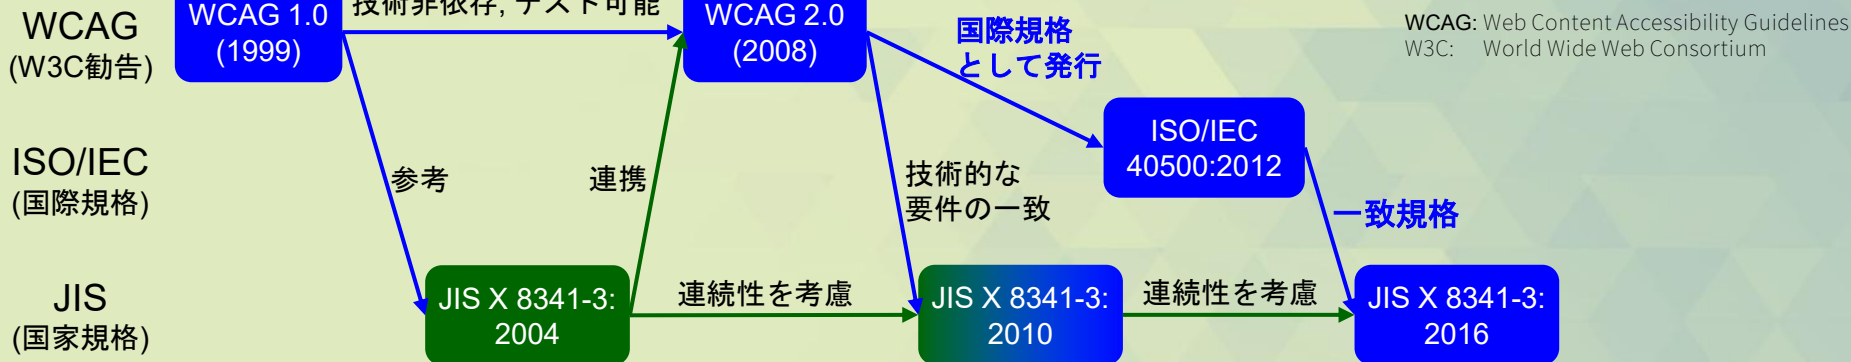 WCAG
(W3C勧告)
WCAG 1.0
(1999)
技術非依存, テスト可能
WCAG 2.0
(2008)
国際規格
として発行
WCAG: Web Content Accessibility Guidelines
W3C: World Wide Web Consortium
ISO/IEC
(国際規格)
参考
連携
技術的な
要件の一致
ISO/IEC
40500:2012
一致規格
JIS
(国家規格)
JIS X 8341-3:
2004
連続性を考慮
JIS X 8341-3:
2010
連続性を考慮
JIS X 8341-3:
2016